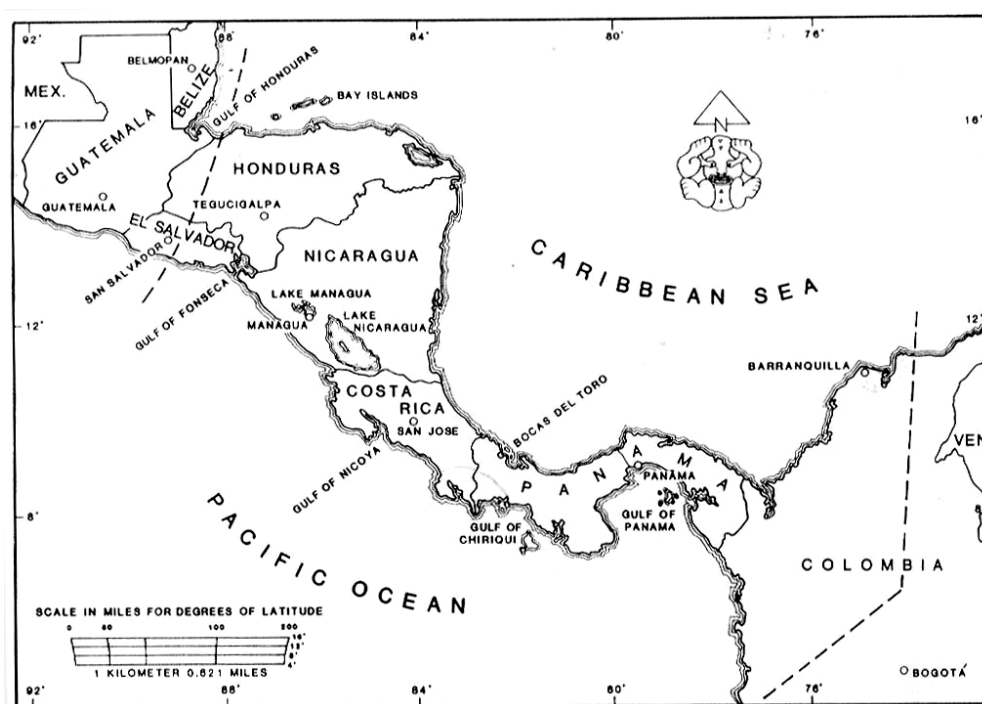 92°
88
84
80
76°
MEX.
BELMOPAN
BELIZE
GULF OF HONDURAS
BAY ISLANDS
16°
16°
N
GUATEMALA
HONDURAS
GUATEMALA
TEGUCIGALPA
EL SALVADOR
SAN SALVADOR
NICARAGUA
CARIBBEAN SEA
GULF OF FONSECA
LAKE MANAGUA
MANAGUA
LAKE
NICARAGUA
12°
12°
BARRANQUILLA
COSTA
RICA
SAN JOSE
BOCAS DEL TORO
VEN
GULF OF NICOYA
PANAMA
PANAMA
GULF OF
PANAMA
8°
8
GULF OF
CHIRIQUI
PACIFIC OCEAN
COLOMBIA
SCALE IN MILES FOR DEGREES OF LATITUDE
0 50 100 200
16°
12°
8°
4°
1 KILOMETER 0.621 MILES
BOGOTÁ
92°
88
84
80
76°